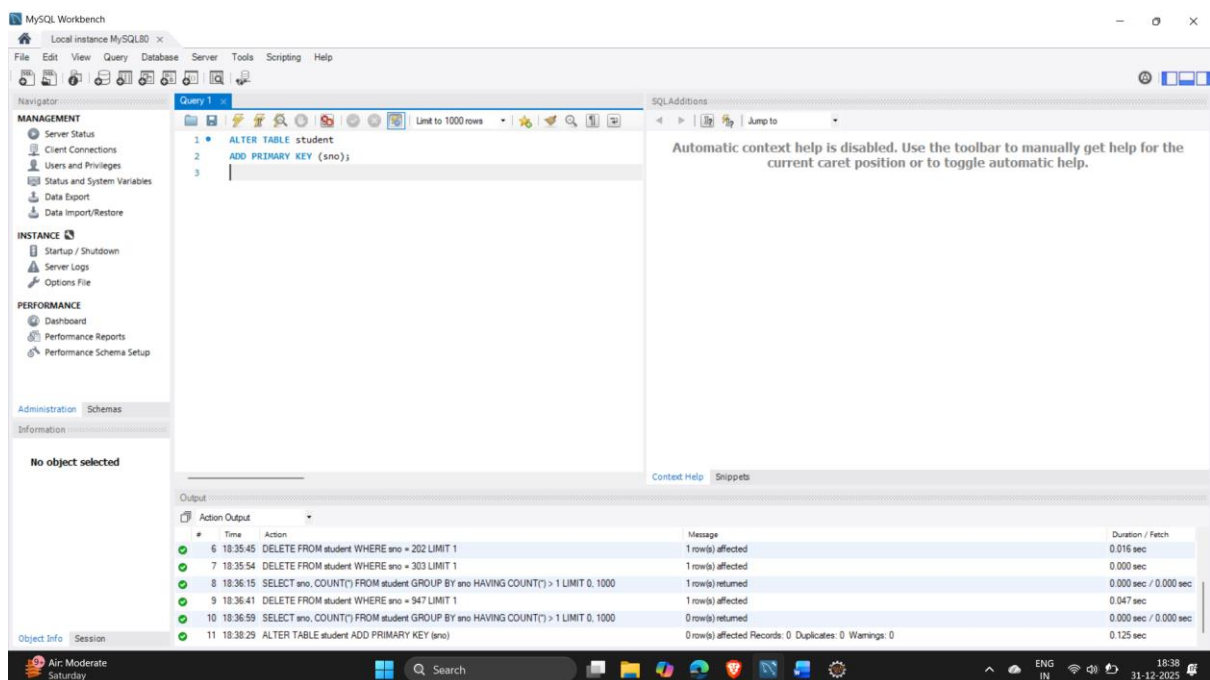 MySQL Workbench
Local instance MySQL80
File Edit View Query Database Server Tools Scripting Help
Navigator
MANAGEMENT
Server Status
Client Connections
Users and Privileges
Status and System Variables
Data Export
Data Import/Restore
INSTANCE
Startup / Shutdown
Server Logs
Options File
PERFORMANCE
Dashboard
Performance Reports
Performance Schema Setup
Administration Schemas
Information
No object selected
Object Info Session
Query 1
Limit to 1000 rows
1 ALTER TABLE student
2 ADD PRIMARY KEY (sno);
3
SQLAdditions
Jump to
Automatic context help is disabled. Use the toolbar to manually get help for the
current caret position or to toggle automatic help.
Context Help Snippets
Output
Action Output
# Time Action Message Duration / Fetch
6 18:35:45 DELETE FROM student WHERE sno = 202 LIMIT 1 1 row(s) affected 0.016 sec
7 18:35:54 DELETE FROM student WHERE sno = 303 LIMIT 1 1 row(s) affected 0.000 sec
8 18:36:15 SELECT sno, COUNT(*) FROM student GROUP BY sno HAVING COUNT(*) > 1 LIMIT 0, 1000 1 row(s) returned 0.000 sec / 0.000 sec
9 18:36:41 DELETE FROM student WHERE sno = 947 LIMIT 1 1 row(s) affected 0.047 sec
10 18:36:59 SELECT sno, COUNT(*) FROM student GROUP BY sno HAVING COUNT(*) > 1 LIMIT 0, 1000 0 row(s) returned 0.000 sec / 0.000 sec
11 18:38:29 ALTER TABLE student ADD PRIMARY KEY (sno) 0 row(s) affected Records: 0 Duplicates: 0 Warnings: 0 0.125 sec
Air: Moderate
Saturday
Search
ENG
IN
18:38
31-12-2025